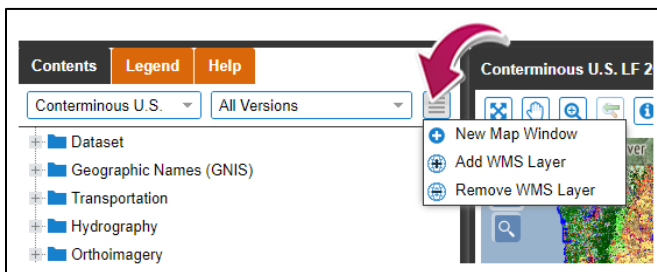 Contents Legend Help
Conterminous U.S. LF 2
Conterminous U.S. All Versions
New Map Window
Add WMS Layer
Remove WMS Layer
Dataset
Geographic Names (GNIS)
Transportation
Hydrography
Orthoimagery
ver